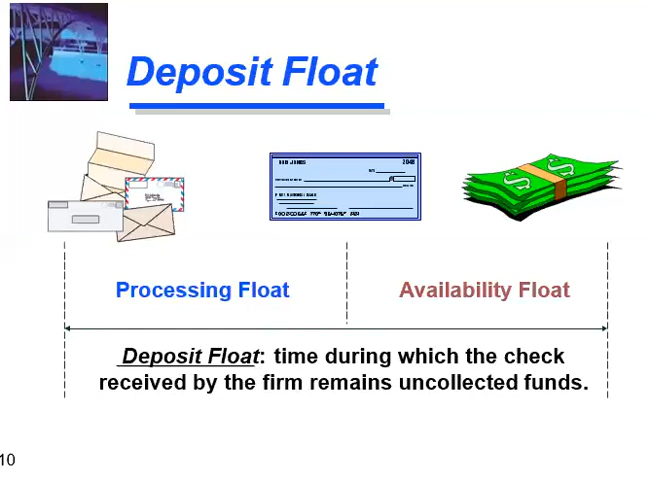 Deposit Float
2048
Processing Float
Availability Float
Deposit Float: time during which the check
received by the firm remains uncollected funds.
10